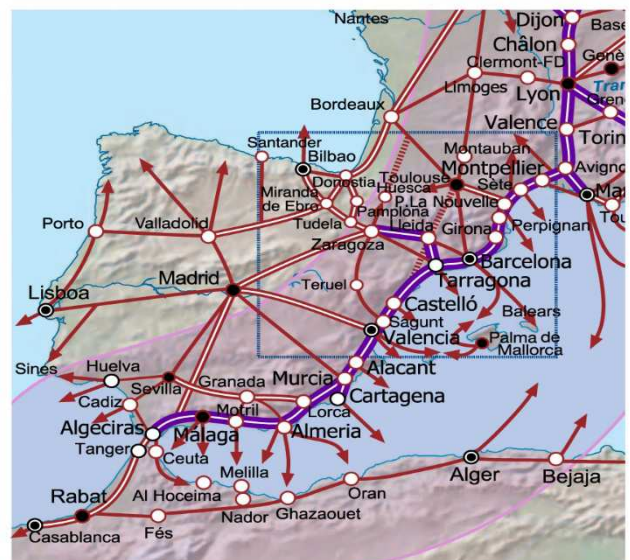 Nantes
Dijon
Base
Châlon
Clermont-FD
Genè
Limoges
Lyon
Tran
Bordeaux
Gren
Valence
Torin
Santander
Bilbao
Montauban
Montpellier
Avigno
Donostia
Toulouse
Huesca
Sète
Mar
Miranda
de Ebro
P.La Nouvelle
Tou
Pamplona
Porto
Valladolid
Tudela
Lleida
Girona
Perpignan
Zaragoza
Madrid
Teruel
Barcelona
Tarragona
Lisboa
Castelló
Balears
Sagunt
Valencia
Palma de
Mallorca
Sines
Huelva
Alacant
Sevilla
Granada
Murcia
Cadiz
Lorca
Cartagena
Motril
Algeciras
Málaga
Almeria
Tanger
Ceuta
Alger
Melilla
Bejaja
Rabat
Al Hoceima
Oran
Nador
Ghazaouet
Casablanca
Fés